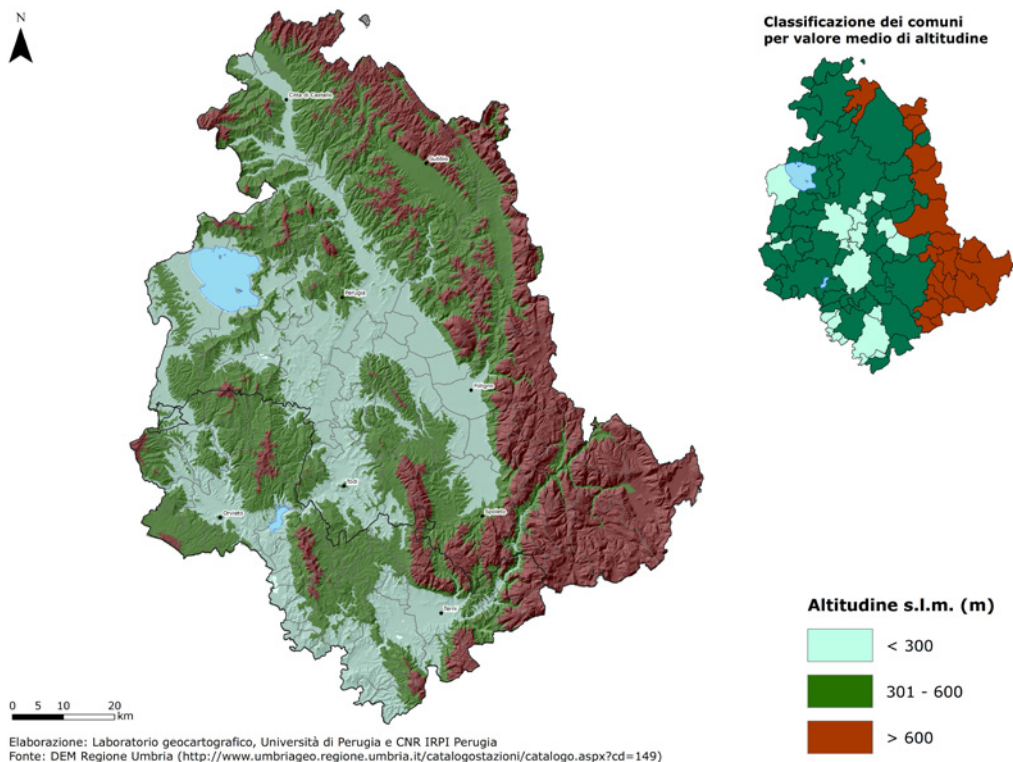 N
Classificazione dei comuni
per valore medio di altitudine
Città di Castello
Gubbio
Perugia
Foligno
Todi
Orvieto
Spoleto
Terni
Altitudine s.l.m. (m)
< 300
301 - 600
> 600
0 5 10 20
km
Elaborazione: Laboratorio geocartografico, Università di Perugia e CNR IRPI Perugia
Fonte: DEM Regione Umbria (http://www.umbriageo.regione.umbria.it/catalogostazioni/catalogo.aspx?cd=149)